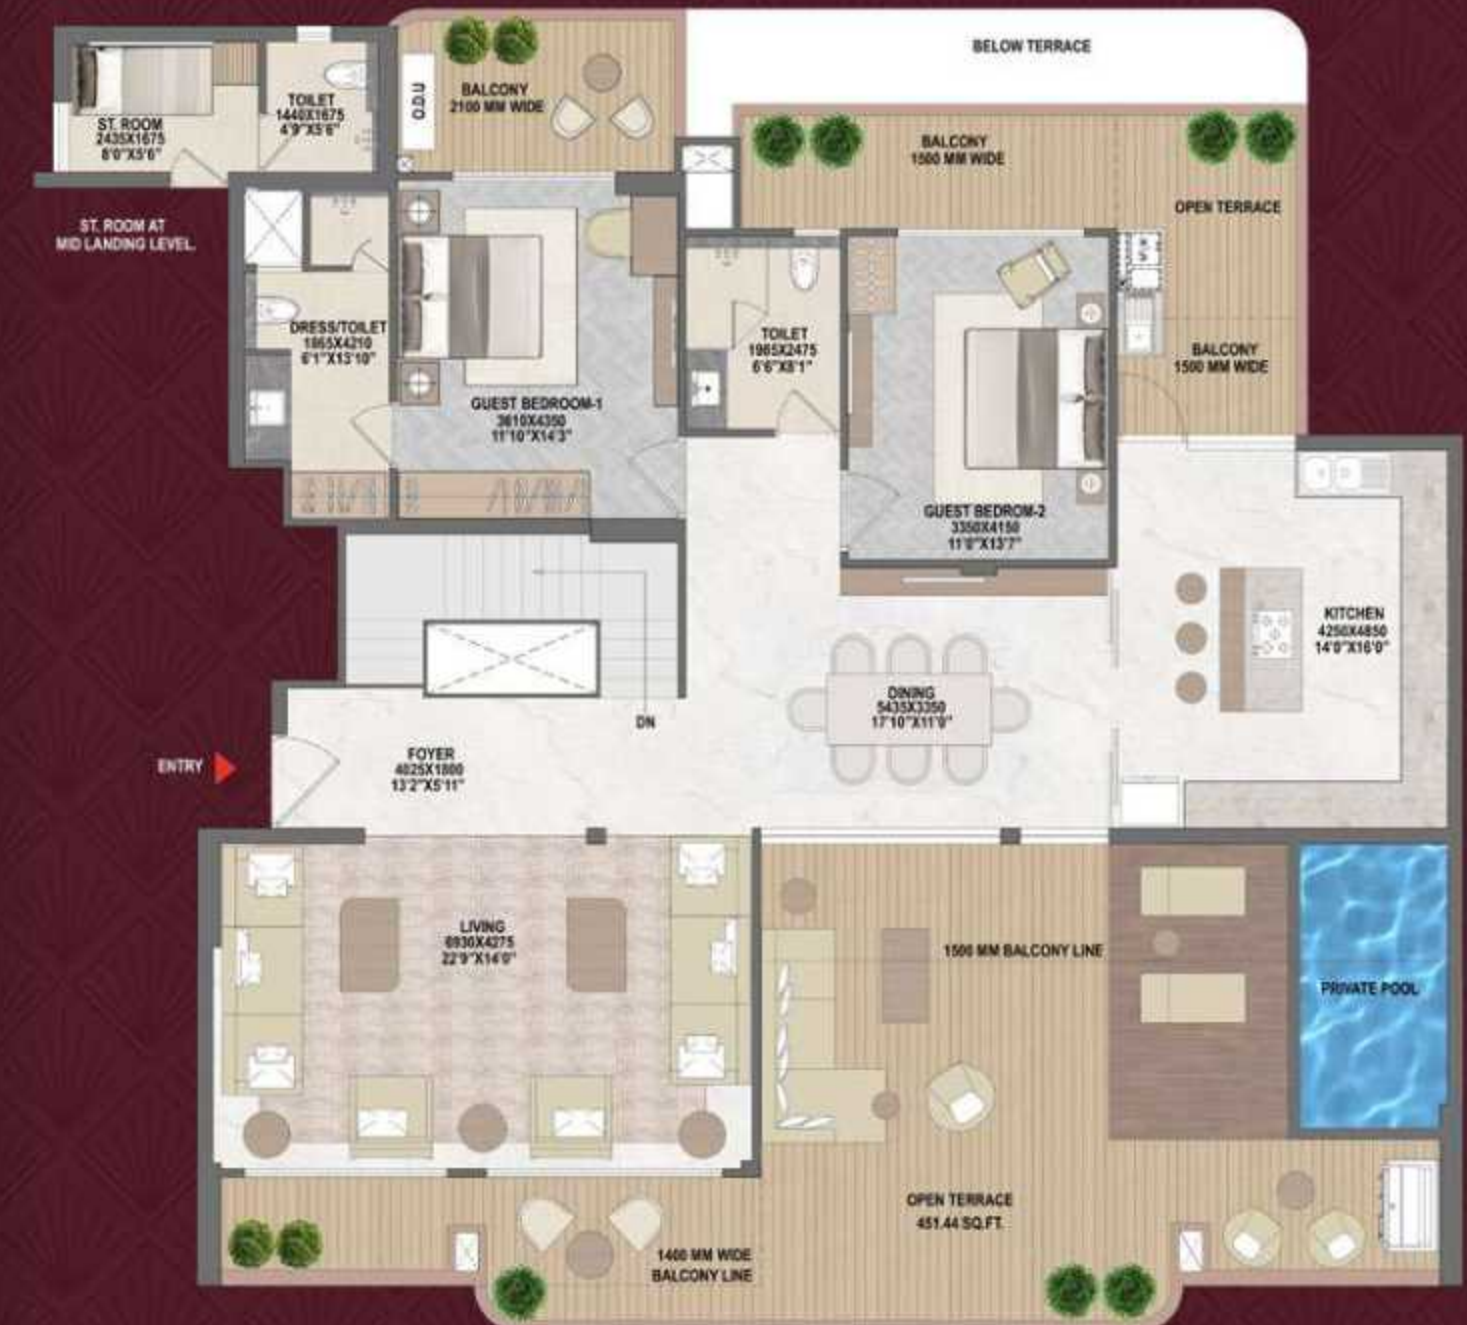 BELOW TERRACE
BALCONY
2100 MM WIDE
O.D.U
ST. ROOM
2435X1675
8'0"X5'6"
TOILET
1440X1675
4'9"X5'6"
BALCONY
1500 MM WIDE
OPEN TERRACE
ST. ROOM AT
MID LANDING LEVEL.
DRESS/TOILET
1865X4210
6'1"X13'10"
TOILET
1965X2475
6'6"X8'1"
BALCONY
1500 MM WIDE
GUEST BEDROOM-1
3610X4350
11'10"X14'3"
GUEST BEDROM-2
3350X4150
11'0"X13'7"
KITCHEN
4250X4850
14'0"X16'0"
DINING
5435X3350
17'10"X11'0"
DN
ENTRY
FOYER
4025X1800
13'2"X5'11"
LIVING
6930X4275
22'9"X14'0"
1500 MM BALCONY LINE
PRIVATE POOL
OPEN TERRACE
451.44 SQ.FT.
1400 MM WIDE
BALCONY LINE